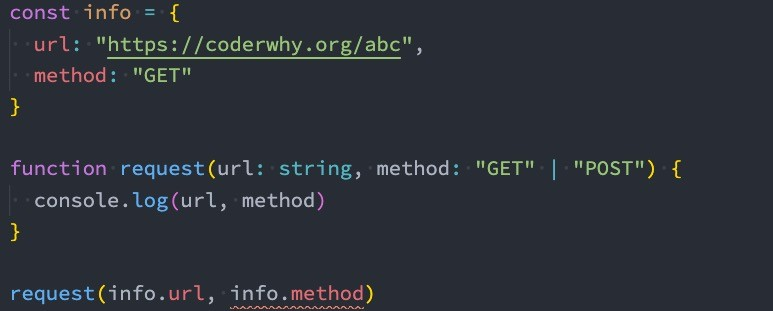 const info = {
  url: "https://coderwhy.org/abc",
  method: "GET"
}
function request(url: string, method: "GET" | "POST") {
  console.log(url, method)
}
request(info.url, info.method)